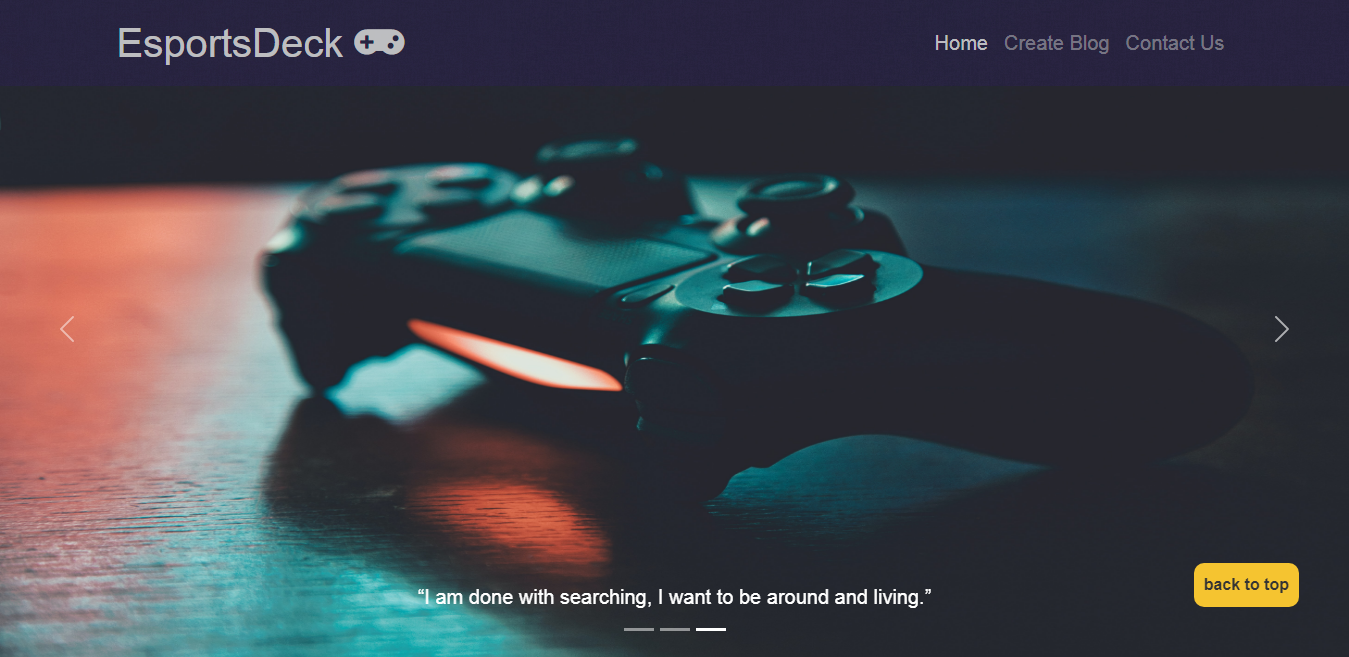 EsportsDeck
Home Create Blog Contact Us
“I am done with searching, I want to be around and living.”
back to top